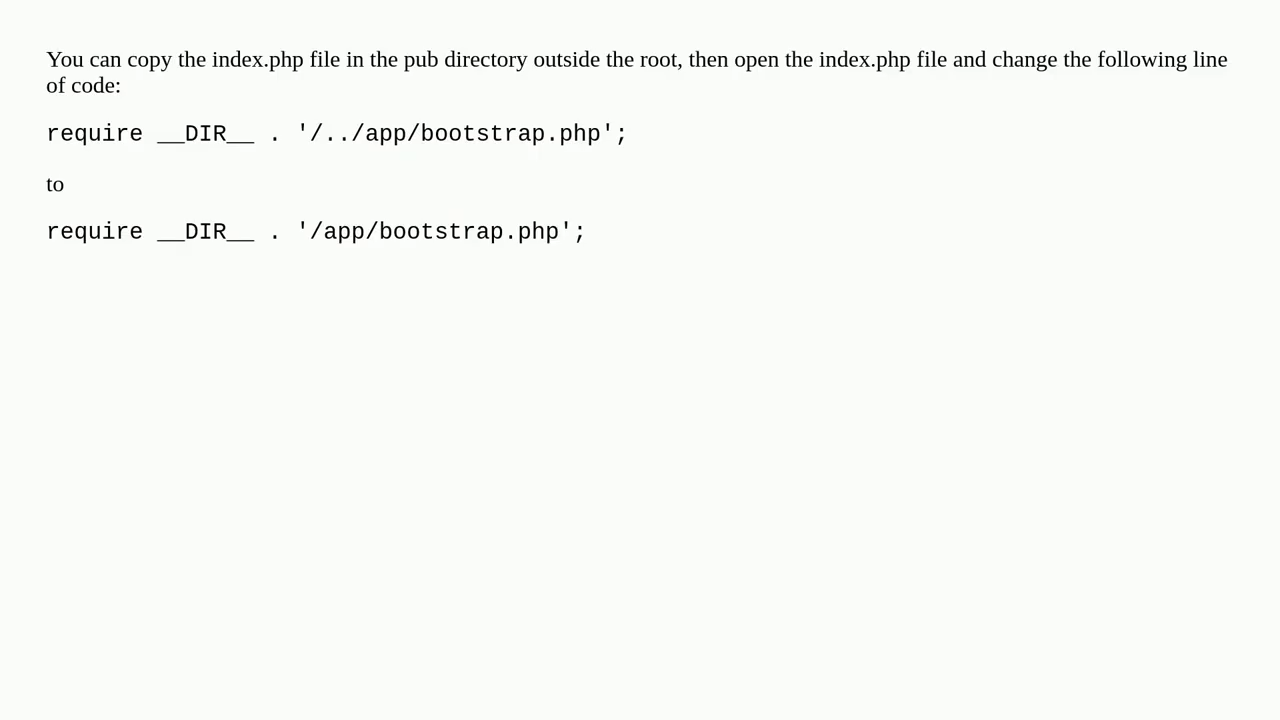 You can copy the index.php file in the pub directory outside the root, then open the index.php file and change the following line
of code:
require __DIR__ . '/../app/bootstrap.php';
to
require __DIR__ . '/app/bootstrap.php';